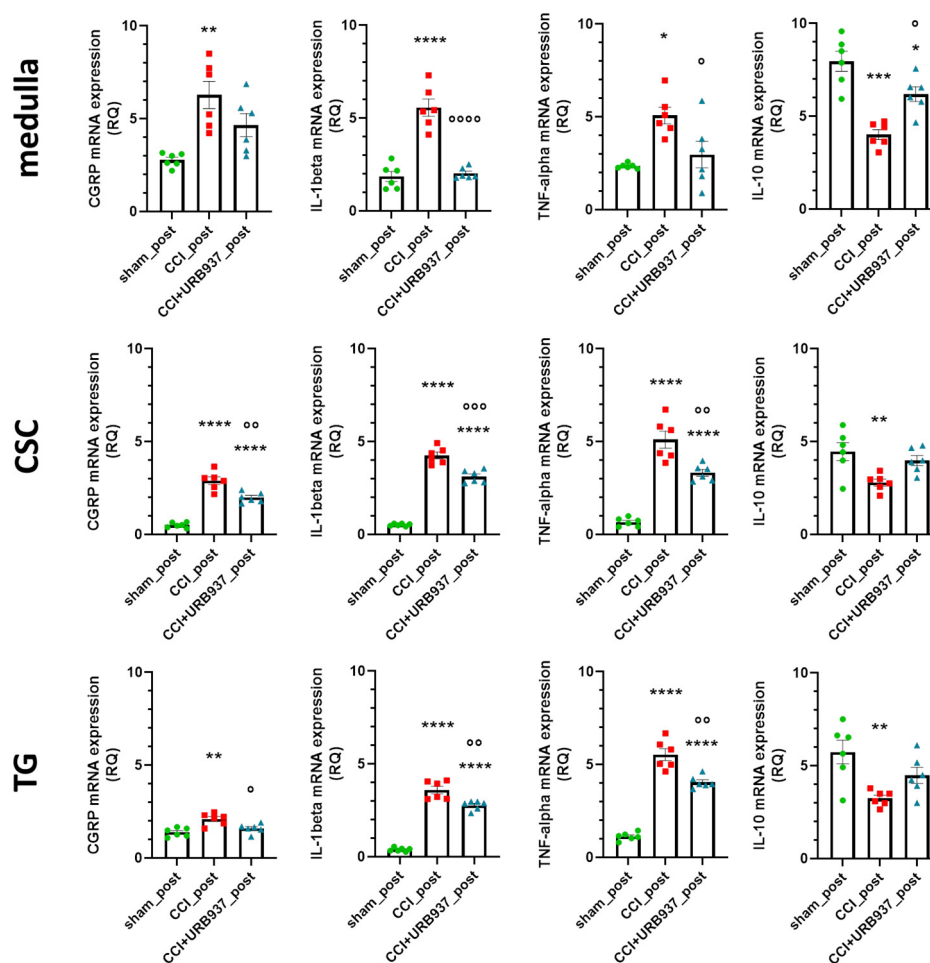 medulla
CGRP mRNA expression
(RQ)
10
5
0
**
sham_post
CCI_post
CCI+URB937_post
IL-1beta mRNA expression
(RQ)
10
5
0
****
°°°°
sham_post
CCI_post
CCI+URB937_post
TNF-alpha mRNA expression
(RQ)
10
5
0
*
°
sham_post
CCI_post
CCI+URB937_post
IL-10 mRNA expression
(RQ)
10
5
0
***
°
*
sham_post
CCI_post
CCI+URB937_post
CSC
CGRP mRNA expression
(RQ)
10
5
0
****
°°
****
sham_post
CCI_post
CCI+URB937_post
IL-1beta mRNA expression
(RQ)
10
5
0
****
°°°
****
sham_post
CCI_post
CCI+URB937_post
TNF-alpha mRNA expression
(RQ)
10
5
0
****
°°
****
sham_post
CCI_post
CCI+URB937_post
IL-10 mRNA expression
(RQ)
10
5
0
**
sham_post
CCI_post
CCI+URB937_post
TG
CGRP mRNA expression
(RQ)
10
5
0
**
°
sham_post
CCI_post
CCI+URB937_post
IL-1beta mRNA expression
(RQ)
10
5
0
****
°°
****
sham_post
CCI_post
CCI+URB937_post
TNF-alpha mRNA expression
(RQ)
10
5
0
****
°°
****
sham_post
CCI_post
CCI+URB937_post
IL-10 mRNA expression
(RQ)
10
5
0
**
sham_post
CCI_post
CCI+URB937_post